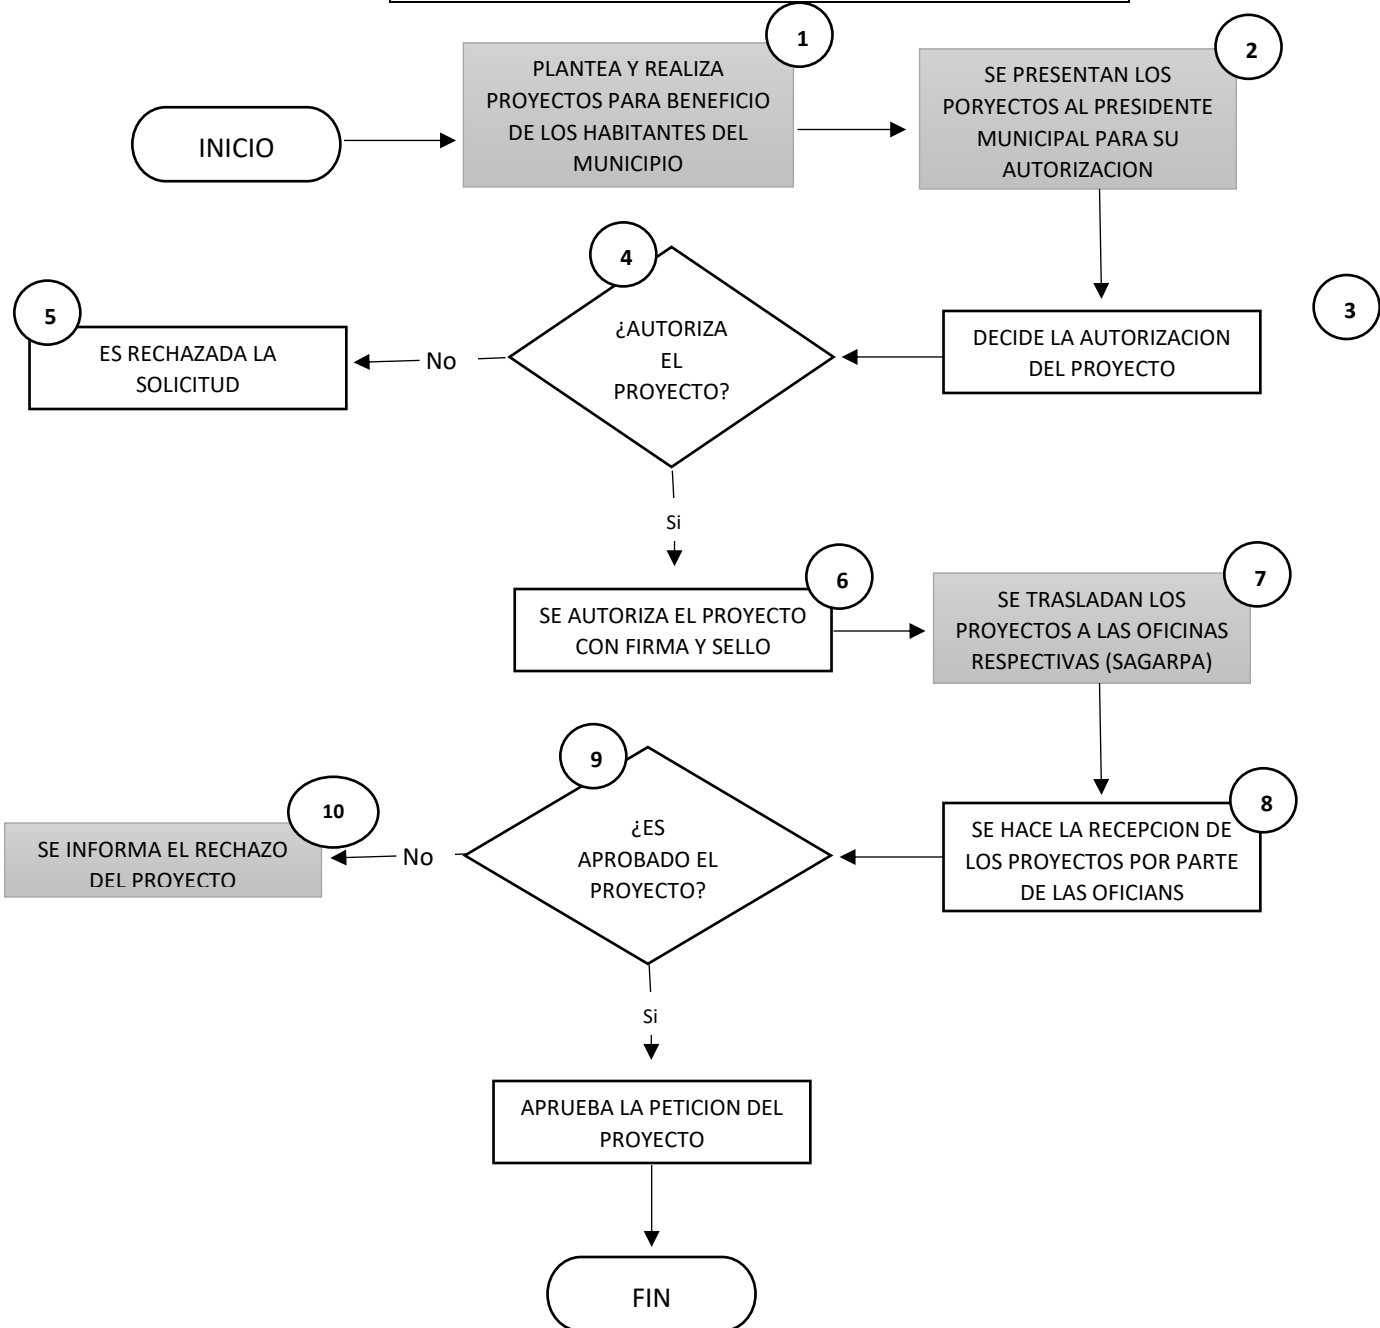 1
PLANTEA Y REALIZA
PROYECTOS PARA BENEFICIO
DE LOS HABITANTES DEL
MUNICIPIO
2
SE PRESENTAN LOS
PORYECTOS AL PRESIDENTE
MUNICIPAL PARA SU
AUTORIZACION
INICIO
3
DECIDE LA AUTORIZACION
DEL PROYECTO
4
¿AUTORIZA
EL
PROYECTO?
No
5
ES RECHAZADA LA
SOLICITUD
Si
6
SE AUTORIZA EL PROYECTO
CON FIRMA Y SELLO
7
SE TRASLADAN LOS
PROYECTOS A LAS OFICINAS
RESPECTIVAS (SAGARPA)
8
SE HACE LA RECEPCION DE
LOS PROYECTOS POR PARTE
DE LAS OFICIANS
9
¿ES
APROBADO EL
PROYECTO?
No
10
SE INFORMA EL RECHAZO
DEL PROYECTO
Si
APRUEBA LA PETICION DEL
PROYECTO
FIN